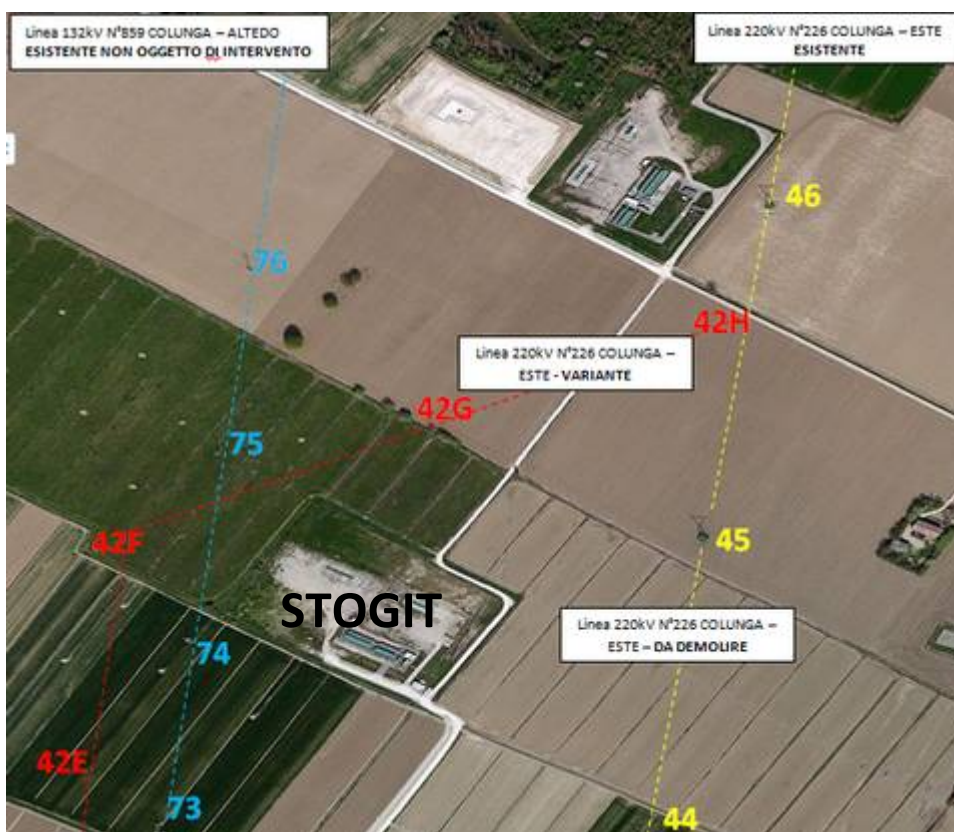 Linea 132kV N°859 COLUNGA – ALTEDO
ESISTENTE NON OGGETTO DI INTERVENTO
Linea 220kV N°226 COLUNGA – ESTE
ESISTENTE
46
76
42H
Linea 220kV N°226 COLUNGA –
ESTE - VARIANTE
42G
75
42F
45
STOGIT
Linea 220kV N°226 COLUNGA –
ESTE – DA DEMOLIRE
74
42E
73
44